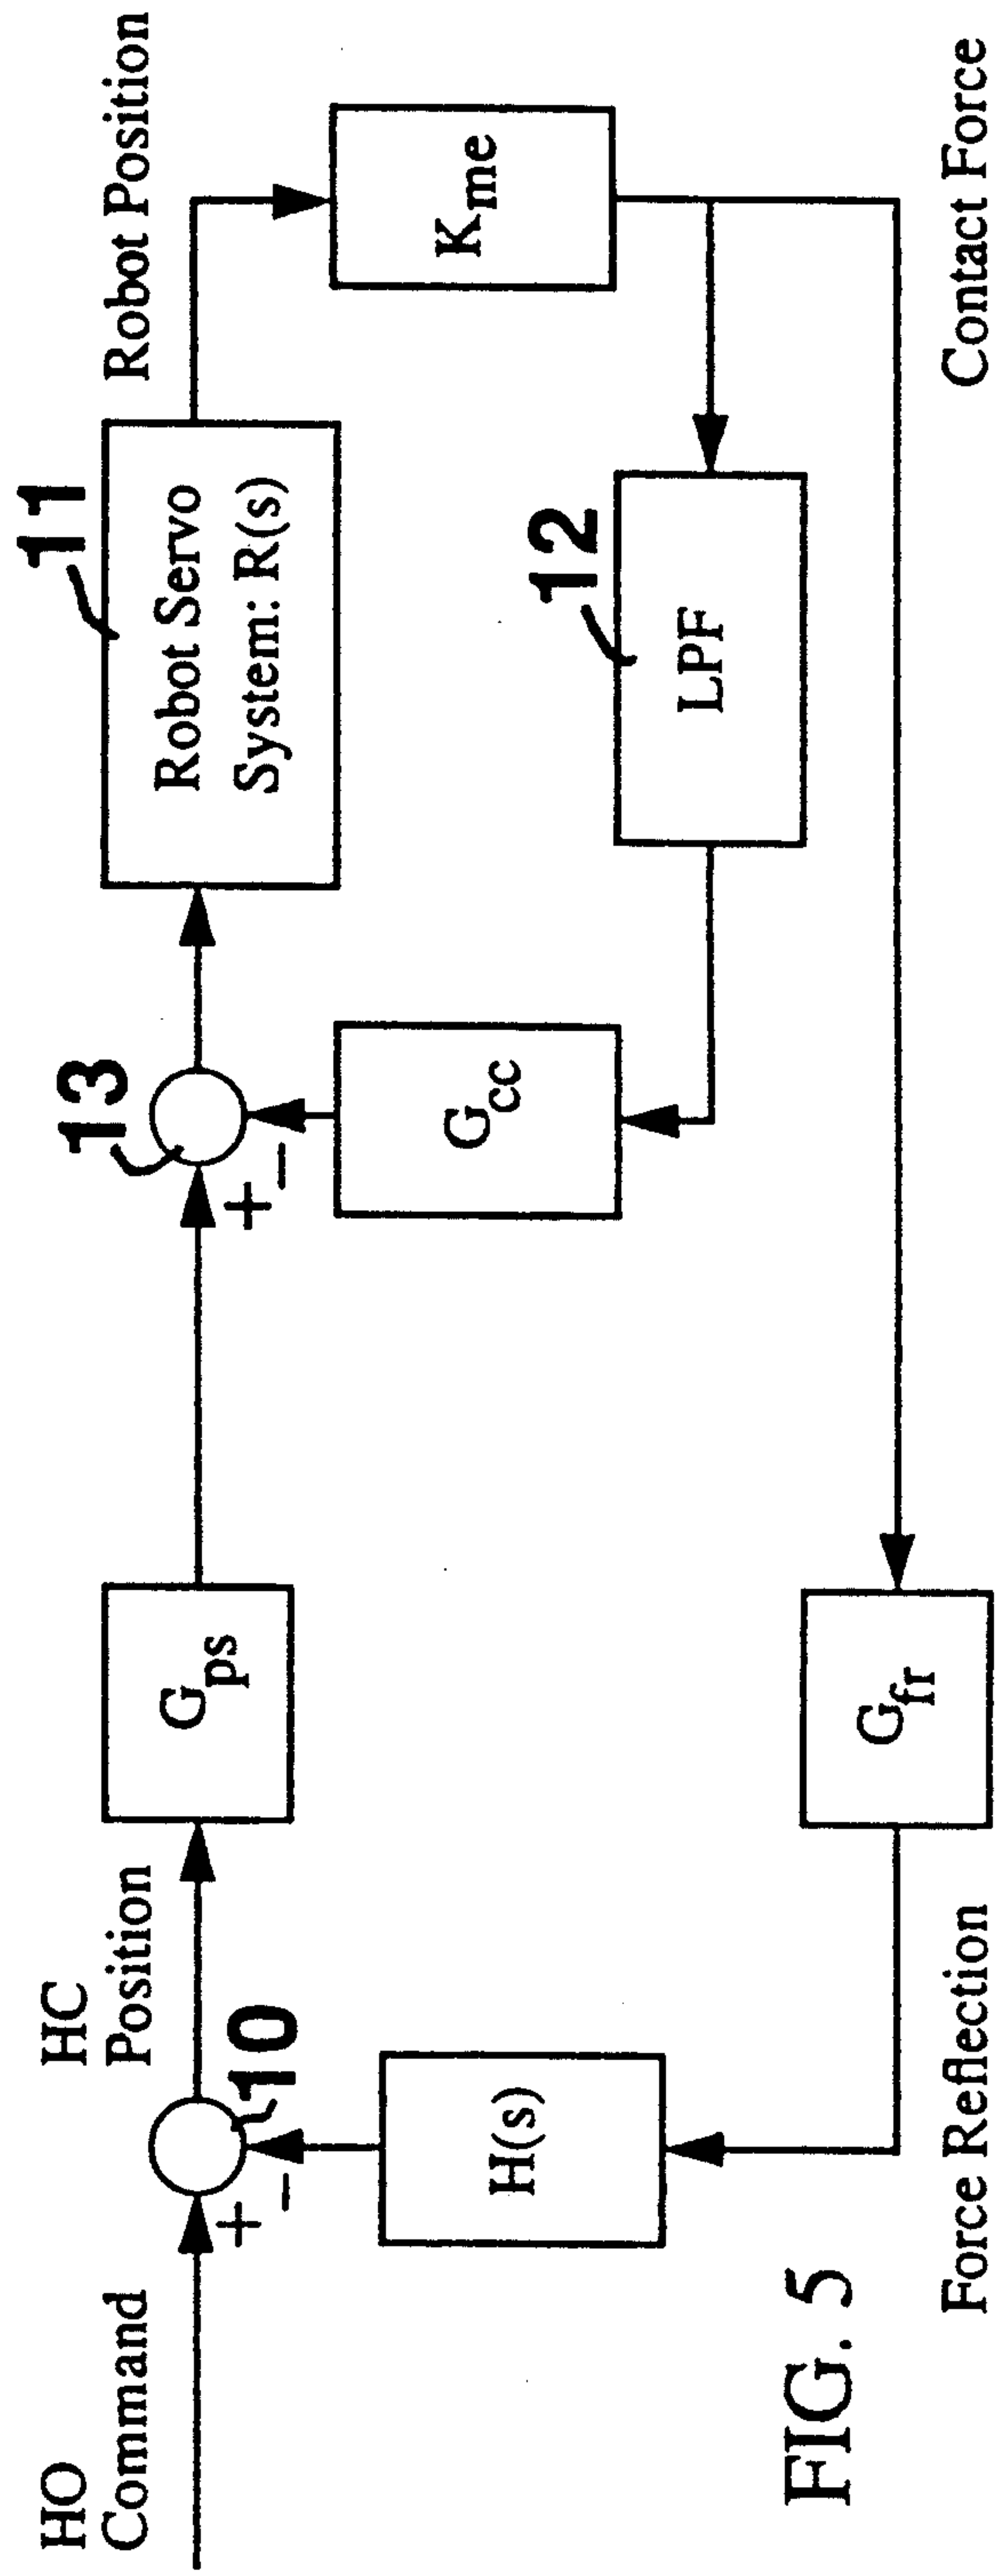 HO
Command
+
−
10
HC
Position
G_ps
+
−
13
11
Robot Servo
System: R(s)
Robot Position
K_me
12
LPF
G_cc
H(s)
G_fr
Force Reflection
Contact Force
FIG. 5